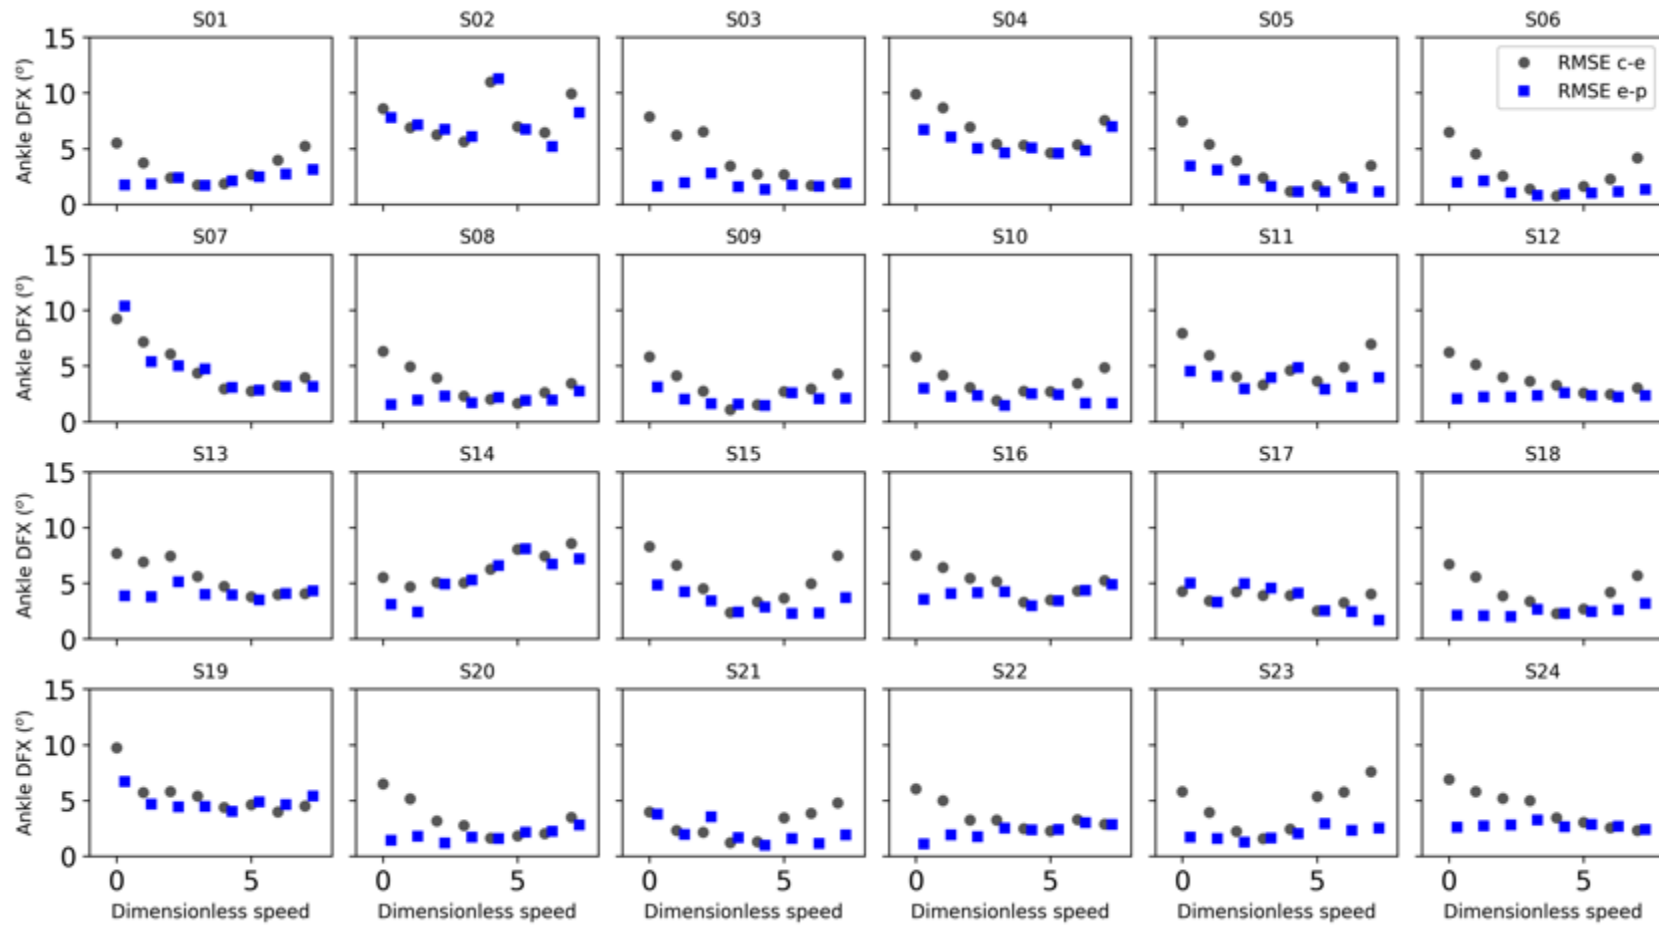 S01 S02 S03 S04 S05 S06
15
10
5
0
Ankle DFX (°)
RMSE c-e
RMSE e-p
S07 S08 S09 S10 S11 S12
15
10
5
0
Ankle DFX (°)
S13 S14 S15 S16 S17 S18
15
10
5
0
Ankle DFX (°)
S19 S20 S21 S22 S23 S24
15
10
5
0
Ankle DFX (°)
0 5 0 5 0 5 0 5 0 5 0 5
Dimensionless speed Dimensionless speed Dimensionless speed Dimensionless speed Dimensionless speed Dimensionless speed